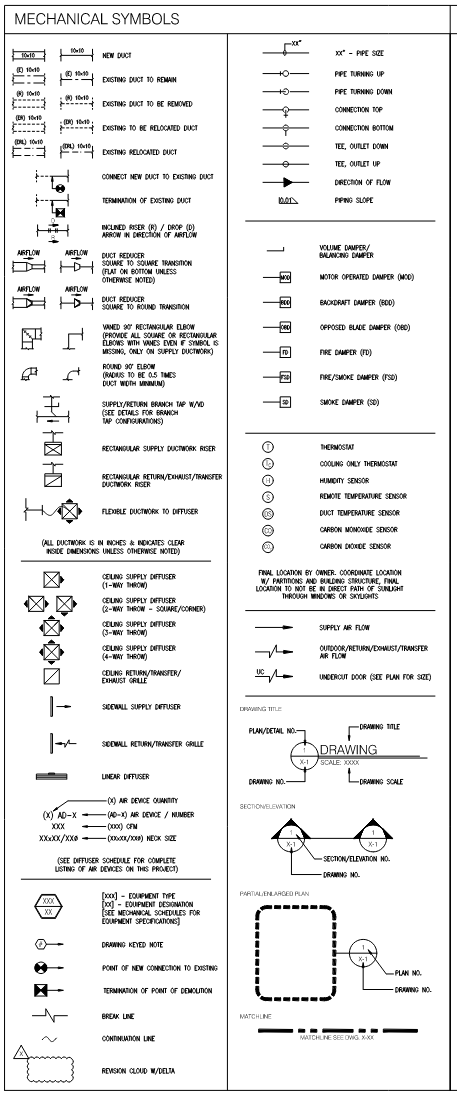 MECHANICAL SYMBOLS
10x10 10x10 NEW DUCT
(E) 10x10 (E) 10x10 EXISTING DUCT TO REMAIN
(R) 10x10 (R) 10x10 EXISTING DUCT TO BE REMOVED
(ER) 10x10 (ER) 10x10 EXISTING TO BE RELOCATED DUCT
(ERL) 10x10 (ERL) 10x10 EXISTING RELOCATED DUCT
CONNECT NEW DUCT TO EXISTING DUCT
TERMINATION OF EXISTING DUCT
D
R
INCLINED RISER (R) / DROP (D)
ARROW IN DIRECTION OF AIRFLOW
AIRFLOW AIRFLOW
DUCT REDUCER
SQUARE TO SQUARE TRANSITION
(FLAT ON BOTTOM UNLESS
OTHERWISE NOTED)
AIRFLOW AIRFLOW
DUCT REDUCER
SQUARE TO ROUND TRANSITION
VANED 90° RECTANGULAR ELBOW
(PROVIDE ALL SQUARE OR RECTANGULAR
ELBOWS WITH VANES EVEN IF SYMBOL IS
MISSING, ONLY ON SUPPLY DUCTWORK)
ROUND 90° ELBOW
(RADIUS TO BE 0.5 TIMES
DUCT WIDTH MINIMUM)
SUPPLY/RETURN BRANCH TAP W/VD
(SEE DETAILS FOR BRANCH
TAP CONFIGURATIONS)
RECTANGULAR SUPPLY DUCTWORK RISER
RECTANGULAR RETURN/EXHAUST/TRANSFER
DUCTWORK RISER
FLEXIBLE DUCTWORK TO DIFFUSER
(ALL DUCTWORK IS IN INCHES & INDICATES CLEAR
INSIDE DIMENSIONS UNLESS OTHERWISE NOTED)
CEILING SUPPLY DIFFUSER
(1-WAY THROW)
CEILING SUPPLY DIFFUSER
(2-WAY THROW - SQUARE/CORNER)
CEILING SUPPLY DIFFUSER
(3-WAY THROW)
CEILING SUPPLY DIFFUSER
(4-WAY THROW)
CEILING RETURN/TRANSFER/
EXHAUST GRILLE
SIDEWALL SUPPLY DIFFUSER
SIDEWALL RETURN/TRANSFER GRILLE
LINEAR DIFFUSER
(X) AIR DEVICE QUANTITY
(X) AD-X (AD-X) AIR DEVICE / NUMBER
XXX (XXX) CFM
XXxXX/XXø (XXxXX/XXø) NECK SIZE
(SEE DIFFUSER SCHEDULE FOR COMPLETE
LISTING OF AIR DEVICES ON THIS PROJECT)
XXX
XX
[XXX] - EQUIPMENT TYPE
[XX] - EQUIPMENT DESIGNATION
[SEE MECHANICAL SCHEDULES FOR
EQUIPMENT SPECIFICATIONS]
# DRAWING KEYED NOTE
POINT OF NEW CONNECTION TO EXISTING
TERMINATION OF POINT OF DEMOLITION
BREAK LINE
CONTINUATION LINE
X
REVISION CLOUD W/DELTA
XX"
XX" - PIPE SIZE
PIPE TURNING UP
PIPE TURNING DOWN
CONNECTION TOP
CONNECTION BOTTOM
TEE, OUTLET DOWN
TEE, OUTLET UP
DIRECTION OF FLOW
0.01 PIPING SLOPE
VOLUME DAMPER/
BALANCING DAMPER
MOD MOTOR OPERATED DAMPER (MOD)
BDD BACKDRAFT DAMPER (BDD)
OBD OPPOSED BLADE DAMPER (OBD)
FD FIRE DAMPER (FD)
FSD FIRE/SMOKE DAMPER (FSD)
SD SMOKE DAMPER (SD)
T THERMOSTAT
Tc COOLING ONLY THERMOSTAT
H HUMIDITY SENSOR
S REMOTE TEMPERATURE SENSOR
DS DUCT TEMPERATURE SENSOR
CO CARBON MONOXIDE SENSOR
CO₂ CARBON DIOXIDE SENSOR
FINAL LOCATION BY OWNER. COORDINATE LOCATION
W/ PARTITIONS AND BUILDING STRUCTURE, FINAL
LOCATION TO NOT BE IN DIRECT PATH OF SUNLIGHT
THROUGH WINDOWS OR SKYLIGHTS
SUPPLY AIR FLOW
OUTDOOR/RETURN/EXHAUST/TRANSFER
AIR FLOW
UC UNDERCUT DOOR (SEE PLAN FOR SIZE)
DRAWING TITLE
PLAN/DETAIL NO. DRAWING TITLE
1 DRAWING
X-1 SCALE: XXXX
DRAWING NO. DRAWING SCALE
SECTION/ELEVATION
1 1
X-1 X-1
SECTION/ELEVATION NO.
DRAWING NO.
PARTIAL/ENLARGED PLAN
1
X-1
PLAN NO.
DRAWING NO.
MATCHLINE
MATCHLINE SEE DWG. X-XX